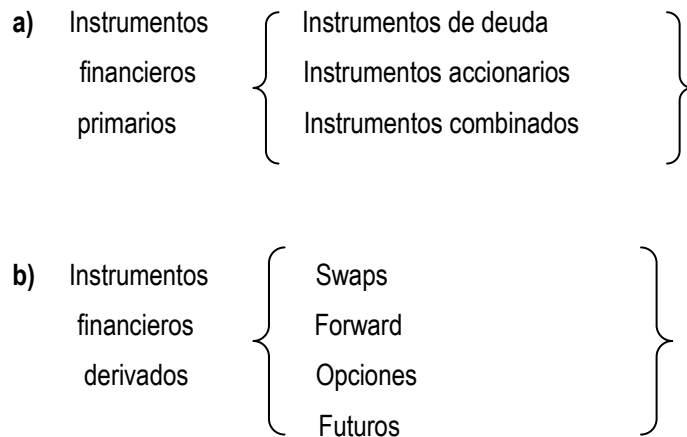 a) Instrumentos Instrumentos de deuda
financieros Instrumentos accionarios
primarios Instrumentos combinados
b) Instrumentos Swaps
financieros Forward
derivados Opciones
Futuros